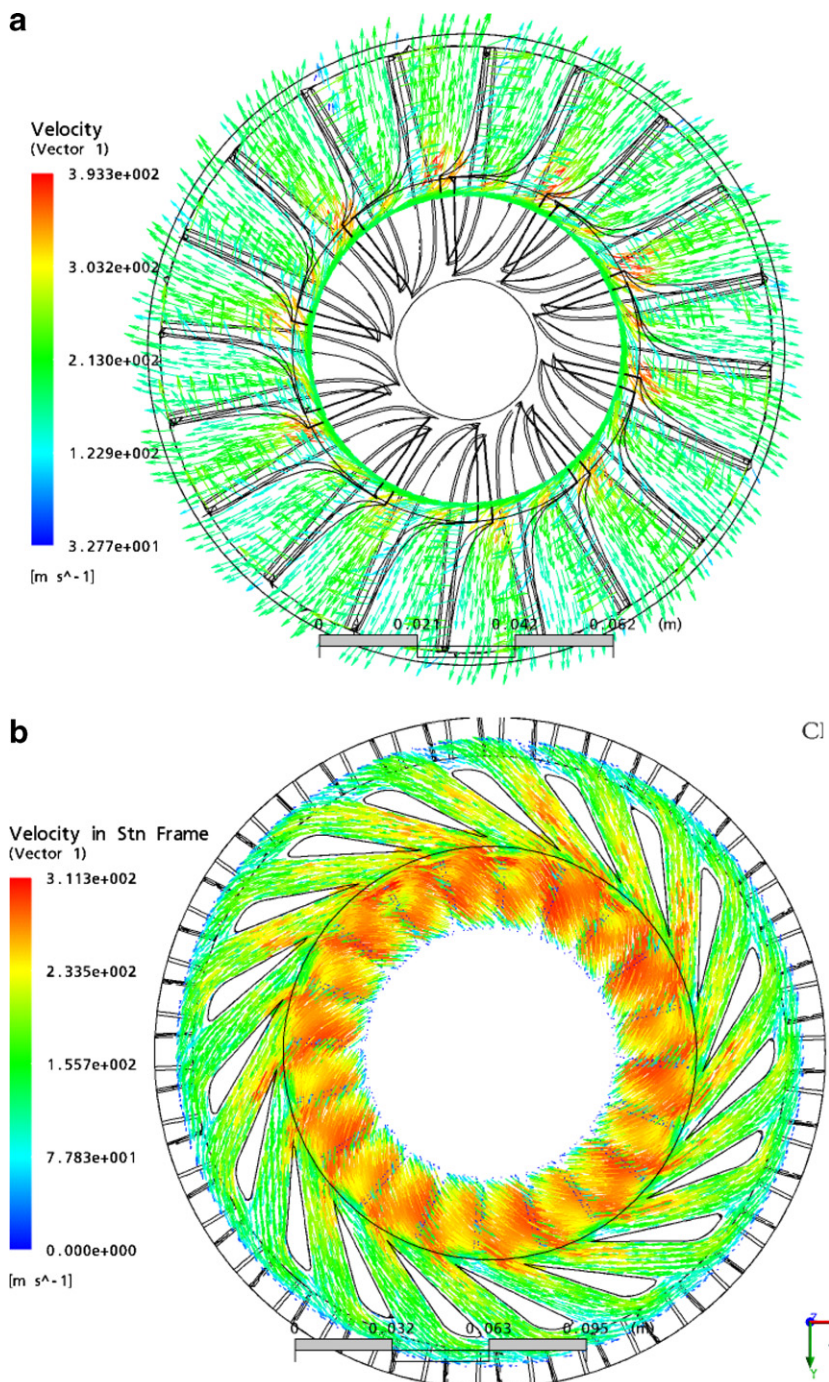 a
Velocity
(Vector 1)
3.933e+002
3.032e+002
2.130e+002
1.229e+002
3.277e+001
[m s^-1]
0 0.021 0.042 0.062 (m)
b
Velocity in Stn Frame
(Vector 1)
3.113e+002
2.335e+002
1.557e+002
7.783e+001
0.000e+000
[m s^-1]
0 0.032 0.063 0.095 (m)
Z
Y